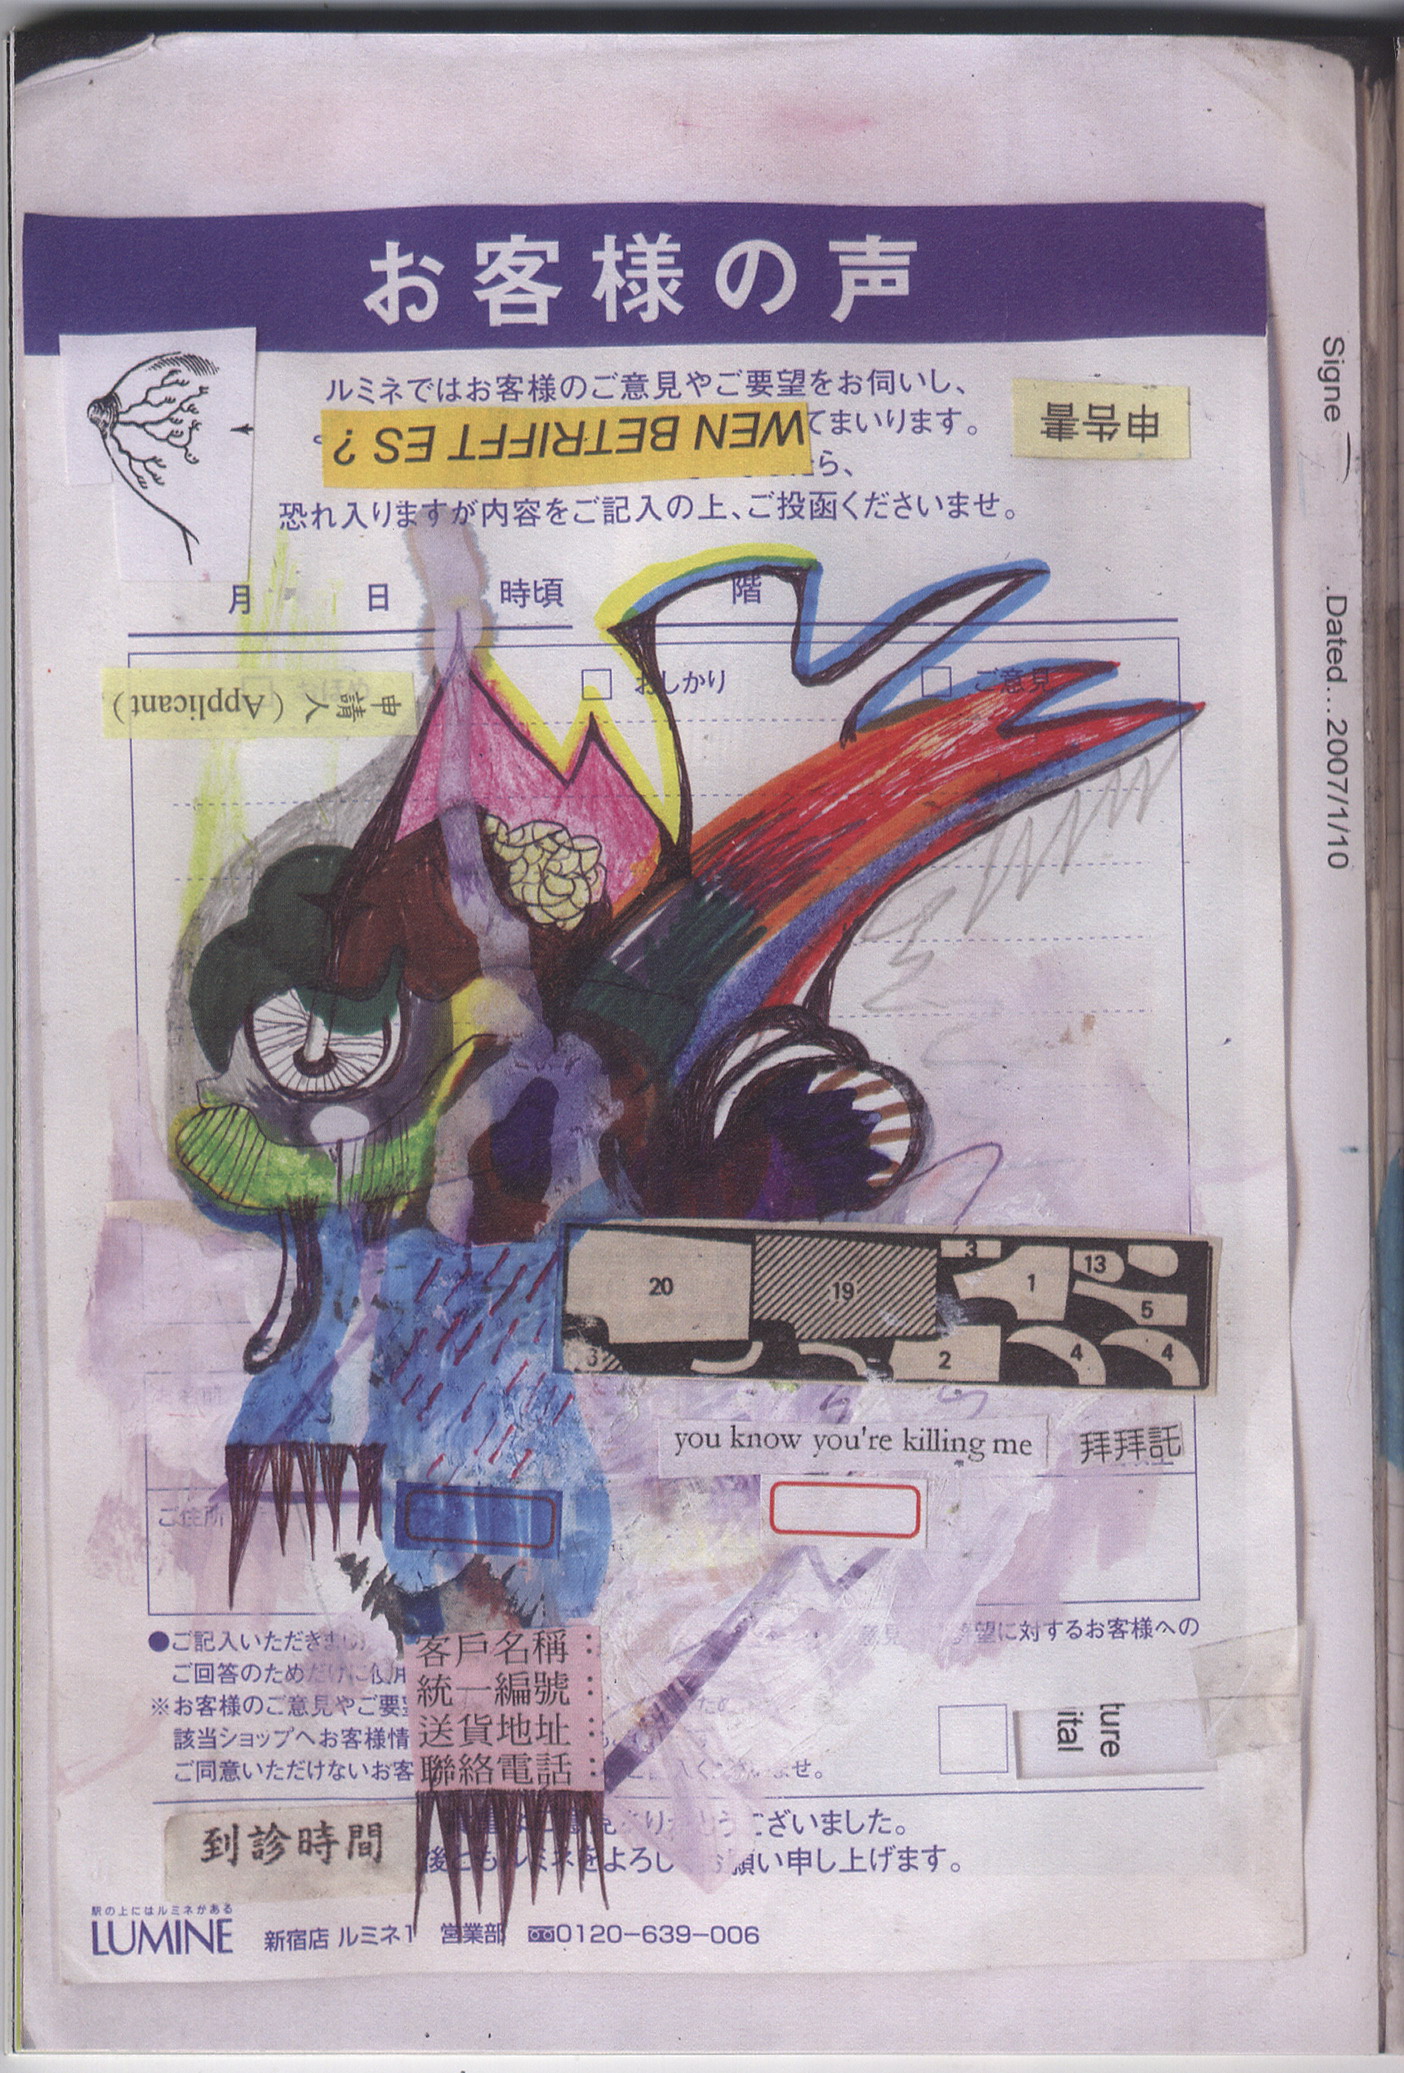 お客様の声
ルミネではお客様のご意見やご要望をお伺いし、
WEN BETRIFFT ES ?
てまいります。
申告書
ら、
恐れ入りますが内容をご記入の上、ご投函くださいませ。
月 日 時頃 階
申請人 (Applicant)
おしかり
ご意見
Signe
.Dated...2007/1/10
20 19 3 1 13 5
3 2 4 4
you know you're killing me
拜拜託
ご住所
●ご記入いただきました
望に対するお客様への
ご回答のためだけに使用
※お客様のご意見やご要望
該当ショップへお客様情
ご同意いただけないお客
せ。
客戶名稱：
統一編號：
送貨地址：
聯絡電話：
ture
ital
到診時間
ありがとうございました。
後ともルミネをよろしくお願い申し上げます。
駅の上にはルミネがある
LUMINE 新宿店 ルミネ1 営業部 0120-639-006